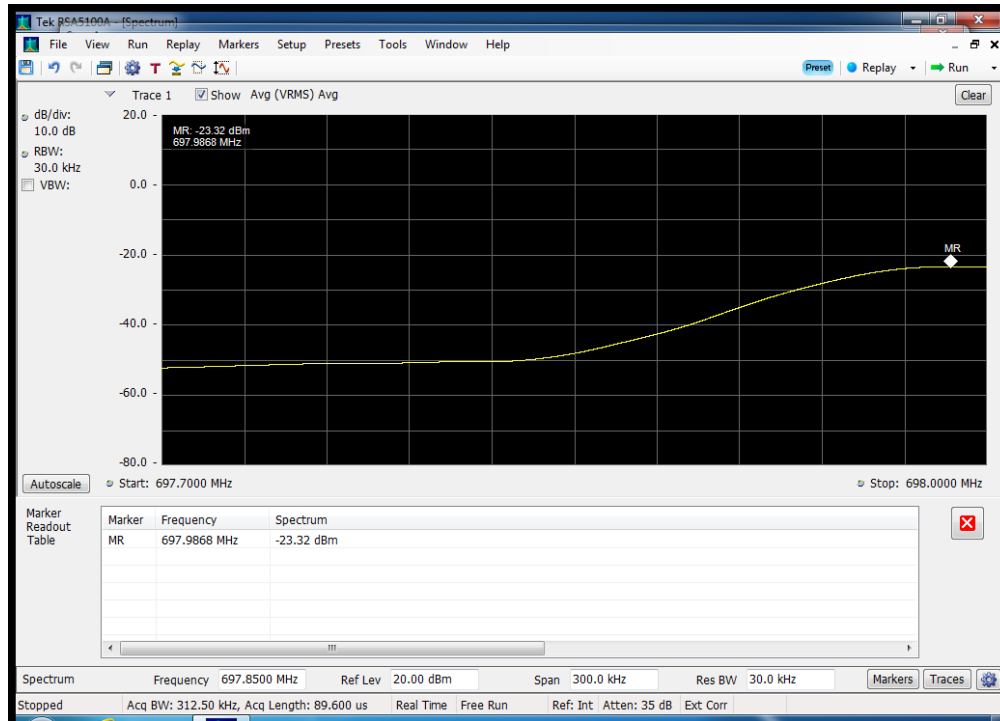 Tek RSA5100A - [Spectrum]
File View Run Replay Markers Setup Presets Tools Window Help
Preset Replay Run
Trace 1 Show Avg (VRMS) Avg Clear
dB/div:
10.0 dB
RBW:
30.0 kHz
VBW:
20.0
0.0
-20.0
-40.0
-60.0
-80.0
MR: -23.32 dBm
697.9868 MHz
MR
Autoscale Start: 697.7000 MHz Stop: 698.0000 MHz
Marker
Readout
Table
Marker Frequency Spectrum
MR 697.9868 MHz -23.32 dBm
Spectrum Frequency 697.8500 MHz Ref Lev 20.00 dBm Span 300.0 kHz Res BW 30.0 kHz Markers Traces
Stopped Acq BW: 312.50 kHz, Acq Length: 89.600 us Real Time Free Run Ref: Int Atten: 35 dB Ext Corr